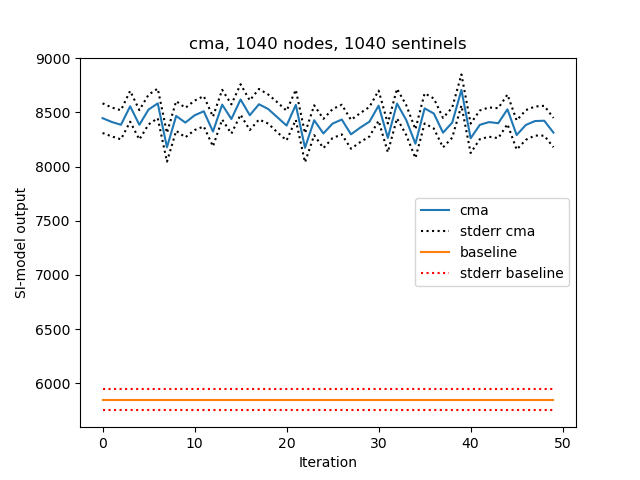 cma, 1040 nodes, 1040 sentinels
9000
8500
8000
7500
7000
6500
6000
SI-model output
cma
stderr cma
baseline
stderr baseline
0
10
20
30
40
50
Iteration